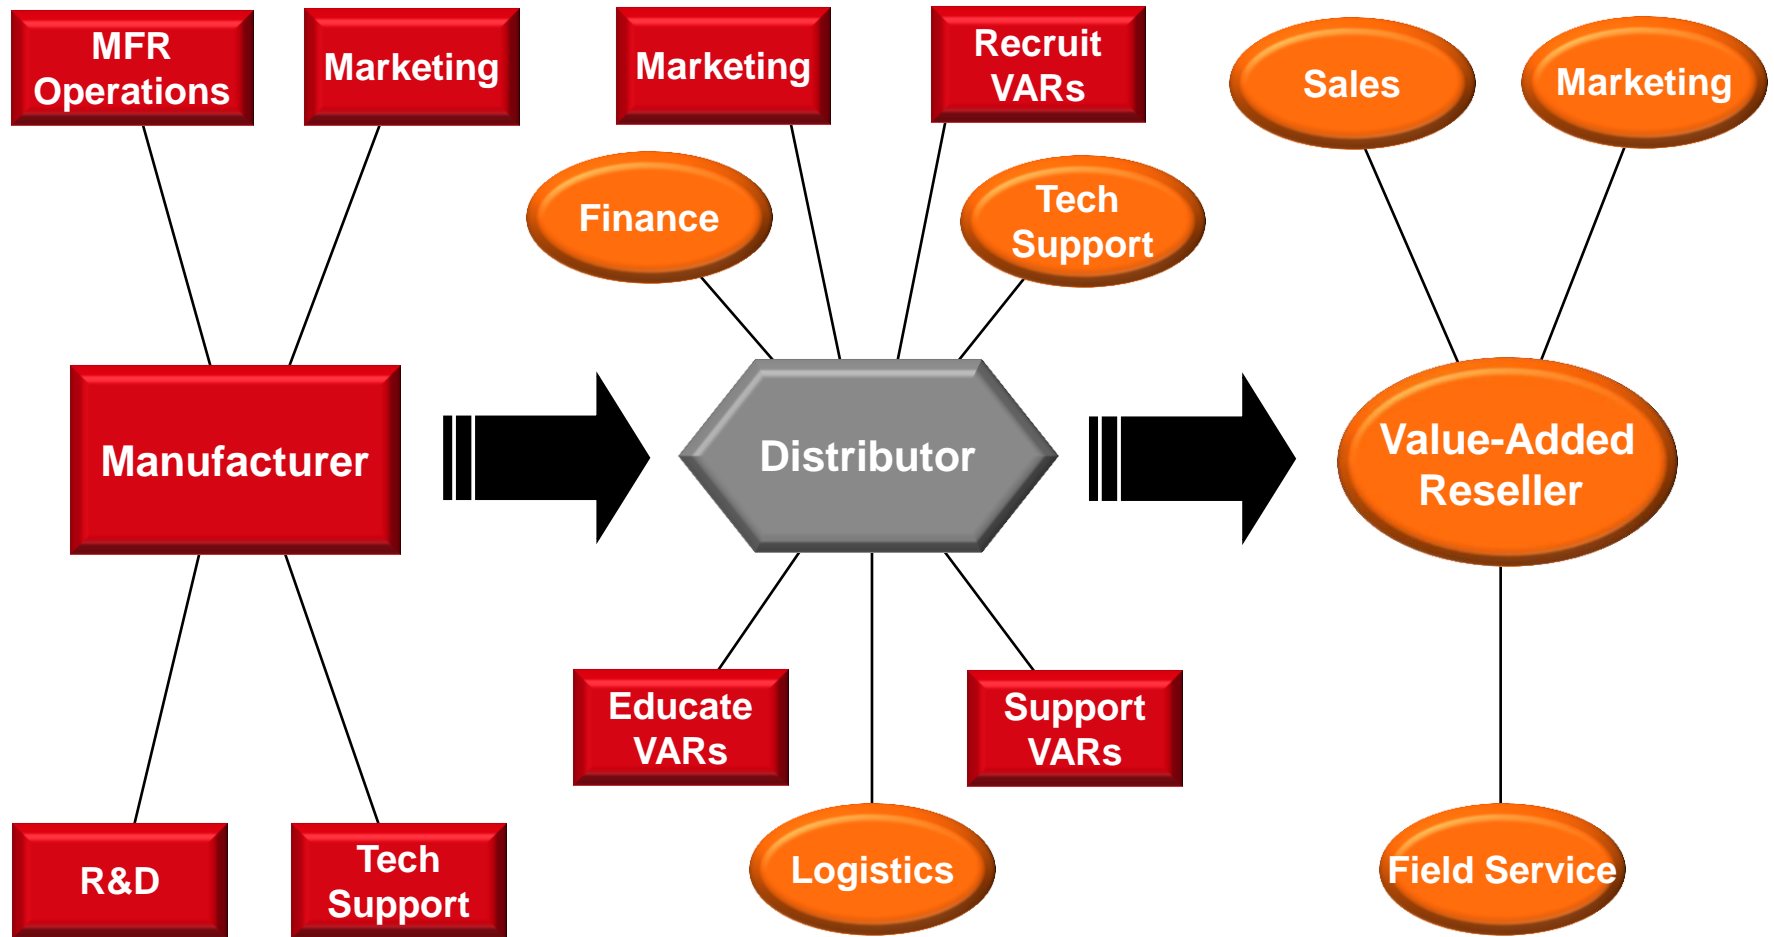 MFR
Operations
Marketing
Marketing
Recruit
VARs
Sales
Marketing
Finance
Tech
Support
Manufacturer
Distributor
Value-Added
Reseller
Educate
VARs
Support
VARs
R&D
Tech
Support
Logistics
Field Service